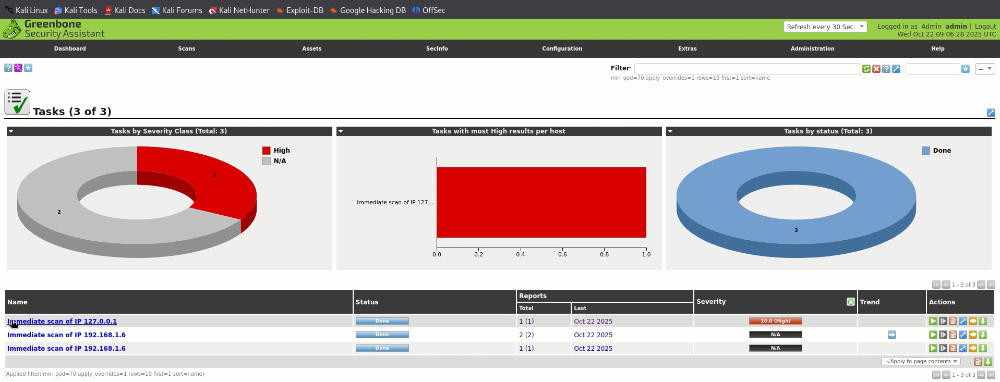 Kali Linux Kali Tools Kali Docs Kali Forums Kali NetHunter Exploit-DB Google Hacking DB OffSec
Greenbone
Security Assistant
Refresh every 30 Sec.
Logged in as Admin admin | Logout
Wed Oct 22 09:06:28 2025 UTC
Dashboard Scans Assets SecInfo Configuration Extras Administration Help
Filter: --
min_qod=70 apply_overrides=1 rows=10 first=1 sort=name
Tasks (3 of 3)
Tasks by Severity Class (Total: 3)
High
N/A
1
2
Tasks with most High results per host
Immediate scan of IP 127....
0.0 0.2 0.4 0.6 0.8 1.0
Tasks by status (Total: 3)
Done
3
1 - 3 of 3
Name Status Reports Severity Trend Actions
Total Last
Immediate scan of IP 127.0.0.1 Done 1 (1) Oct 22 2025 10.0 (High)
Immediate scan of IP 192.168.1.6 Done 2 (2) Oct 22 2025 N/A
Immediate scan of IP 192.168.1.6 Done 1 (1) Oct 22 2025 N/A
√Apply to page contents
(Applied filter: min_qod=70 apply_overrides=1 rows=10 first=1 sort=name)
1 - 3 of 3